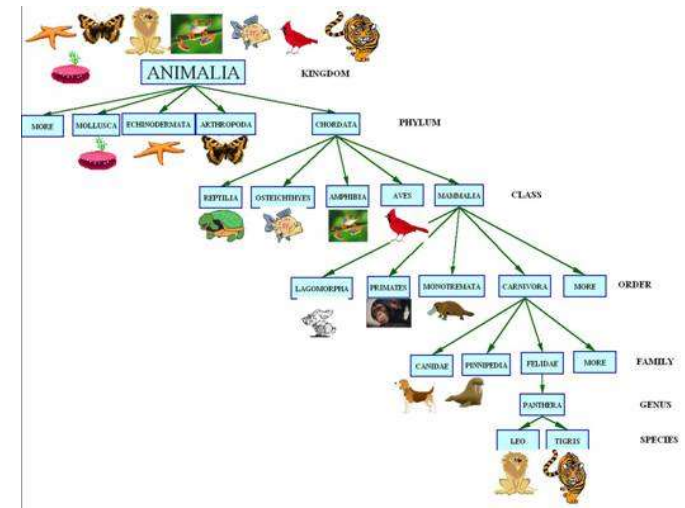 ANIMALIA
KINGDOM
MORE
MOLLUSCA
ECHINODERMATA
ARTHROPODA
CHORDATA
PHYLUM
REPTILIA
OSTEICHTHYES
AMPHIBIA
AVES
MAMMALIA
CLASS
LAGOMORPHA
PRIMATES
MONOTREMATA
CARNIVORA
MORE
ORDER
CANIDAE
PINNIPEDIA
FELIDAE
MORE
FAMILY
PANTHERA
GENUS
LEO
TIGRIS
SPECIES